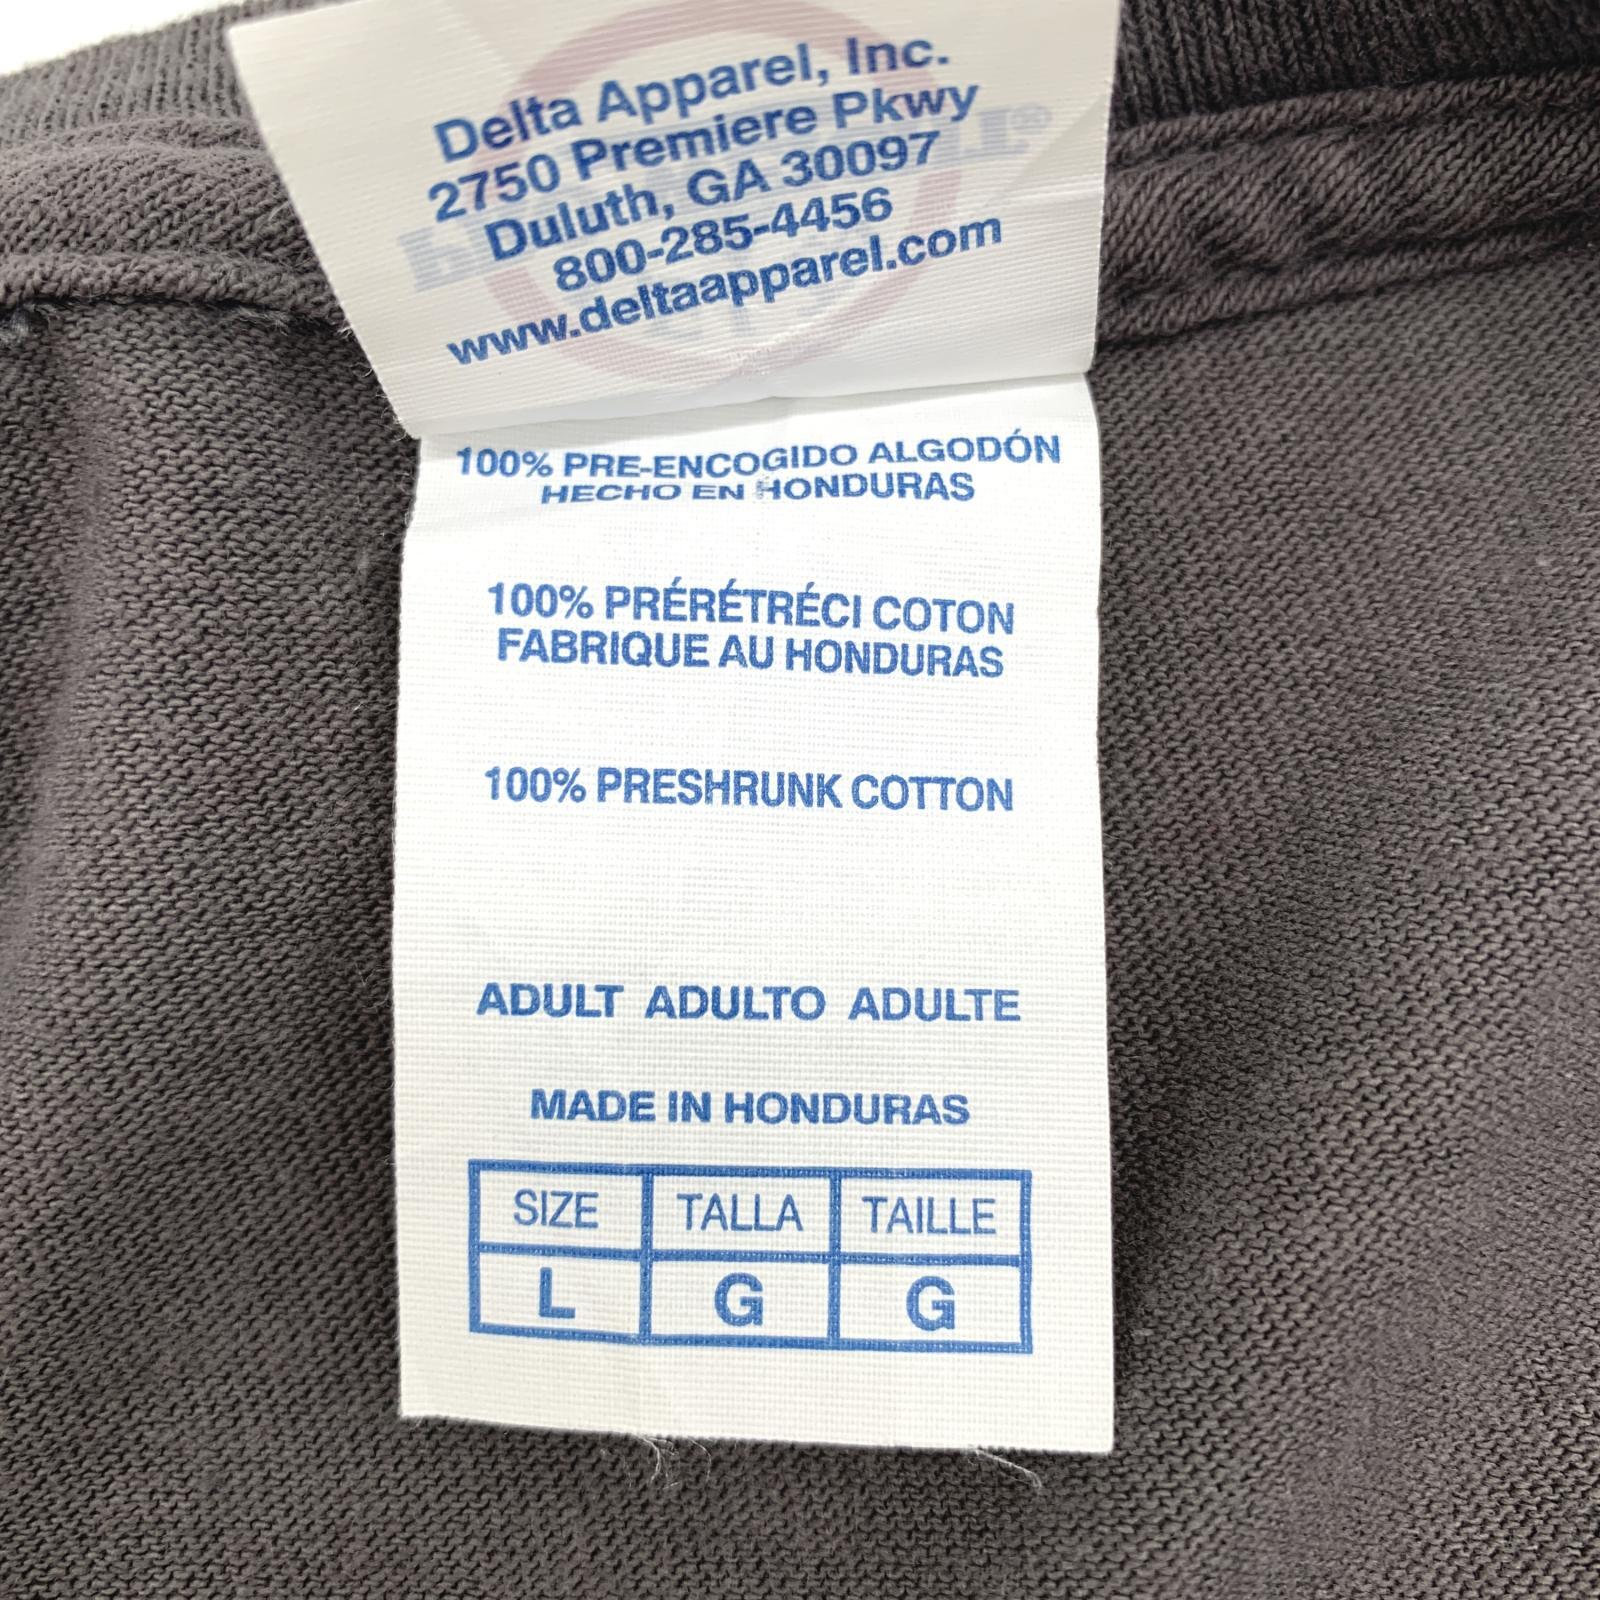 Delta Apparel, Inc.
2750 Premiere Pkwy
Duluth, GA 30097
800-285-4456
www.deltaapparel.com
100% PRE-ENCOGIDO ALGODÓN
HECHO EN HONDURAS
100% PRÉRÉTRÉCI COTON
FABRIQUE AU HONDURAS
100% PRESHRUNK COTTON
ADULT ADULTO ADULTE
MADE IN HONDURAS
SIZE TALLA TAILLE
L G G